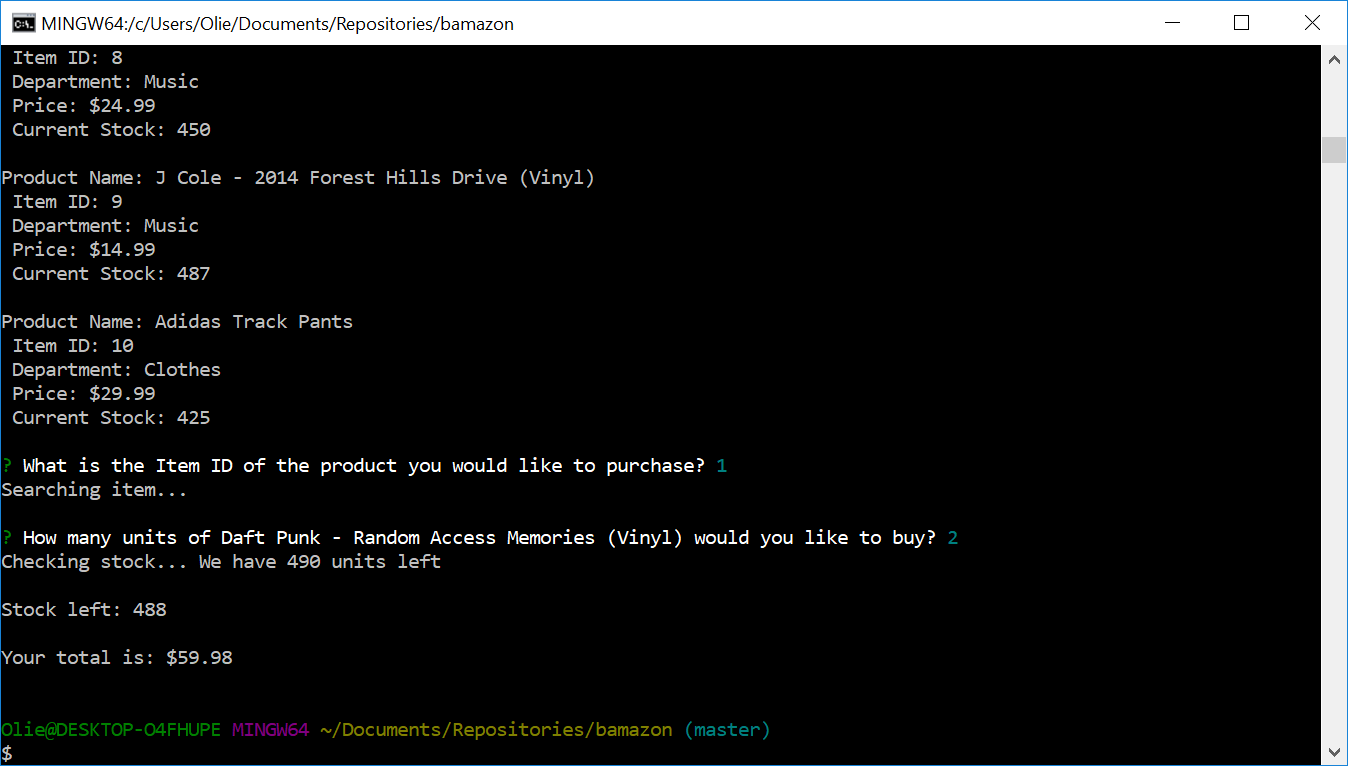 MINGW64:/c/Users/Olie/Documents/Repositories/bamazon
Item ID: 8
Department: Music
Price: $24.99
Current Stock: 450
Product Name: J Cole - 2014 Forest Hills Drive (Vinyl)
Item ID: 9
Department: Music
Price: $14.99
Current Stock: 487
Product Name: Adidas Track Pants
Item ID: 10
Department: Clothes
Price: $29.99
Current Stock: 425
? What is the Item ID of the product you would like to purchase? 1
Searching item...
? How many units of Daft Punk - Random Access Memories (Vinyl) would you like to buy? 2
Checking stock... We have 490 units left
Stock left: 488
Your total is: $59.98
Olie@DESKTOP-O4FHUPE MINGW64 ~/Documents/Repositories/bamazon (master)
$